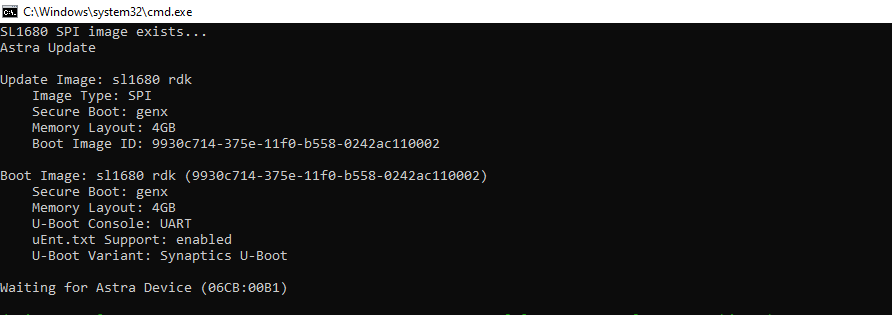 C:\Windows\system32\cmd.exe
SL1680 SPI image exists...
Astra Update
Update Image: sl1680 rdk
Image Type: SPI
Secure Boot: genx
Memory Layout: 4GB
Boot Image ID: 9930c714-375e-11f0-b558-0242ac110002
Boot Image: sl1680 rdk (9930c714-375e-11f0-b558-0242ac110002)
Secure Boot: genx
Memory Layout: 4GB
U-Boot Console: UART
uEnt.txt Support: enabled
U-Boot Variant: Synaptics U-Boot
Waiting for Astra Device (06CB:00B1)